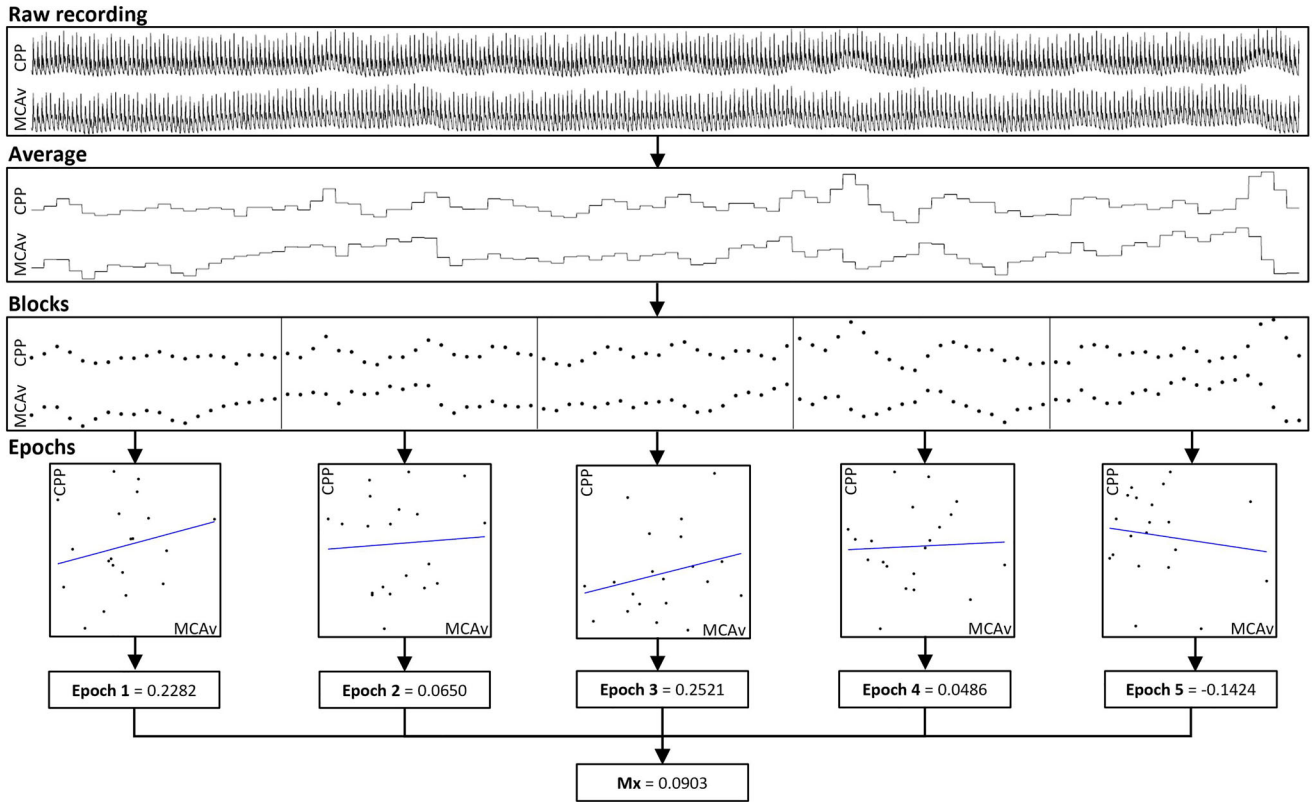 Raw recording
CPP
MCAv
Average
CPP
MCAv
Blocks
CPP
MCAv
Epochs
CPP
MCAv
CPP
MCAv
CPP
MCAv
CPP
MCAv
CPP
MCAv
Epoch 1 = 0.2282
Epoch 2 = 0.0650
Epoch 3 = 0.2521
Epoch 4 = 0.0486
Epoch 5 = -0.1424
Mx = 0.0903